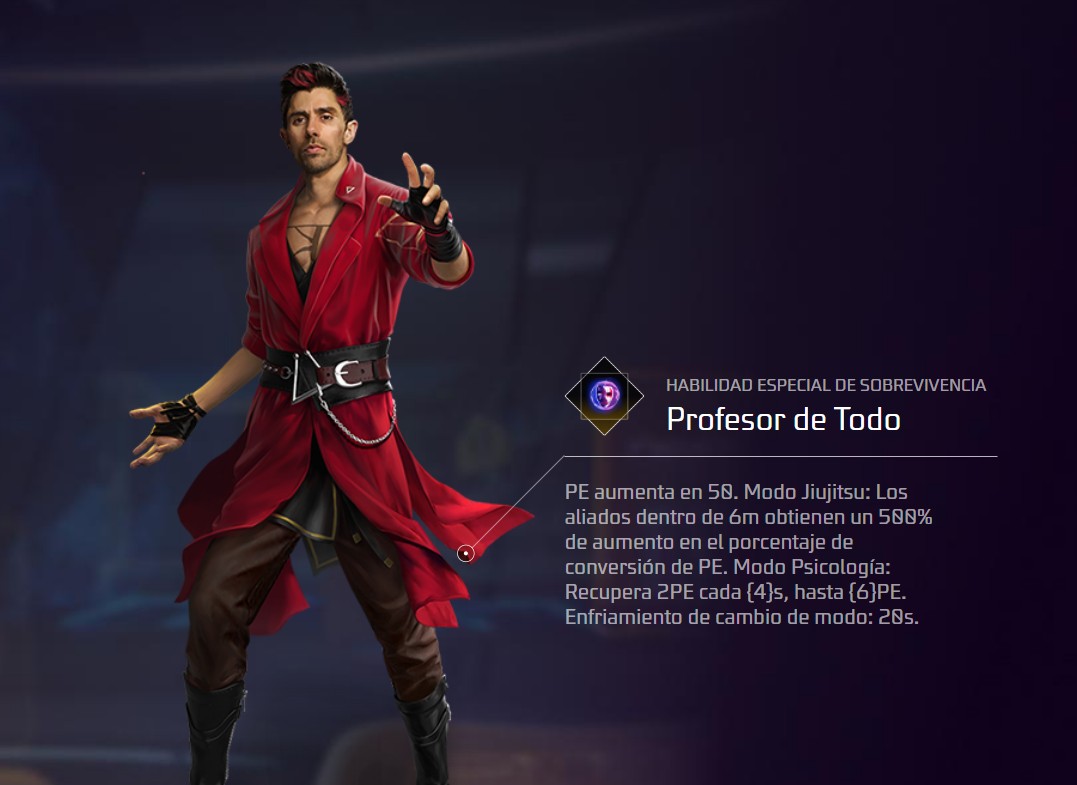 HABILIDAD ESPECIAL DE SOBREVIVENCIA
Profesor de Todo
PE aumenta en 50. Modo Jiujitsu: Los
aliados dentro de 6m obtienen un 500%
de aumento en el porcentaje de
conversión de PE. Modo Psicología:
Recupera 2PE cada {4}s, hasta {6}PE.
Enfriamiento de cambio de modo: 20s.